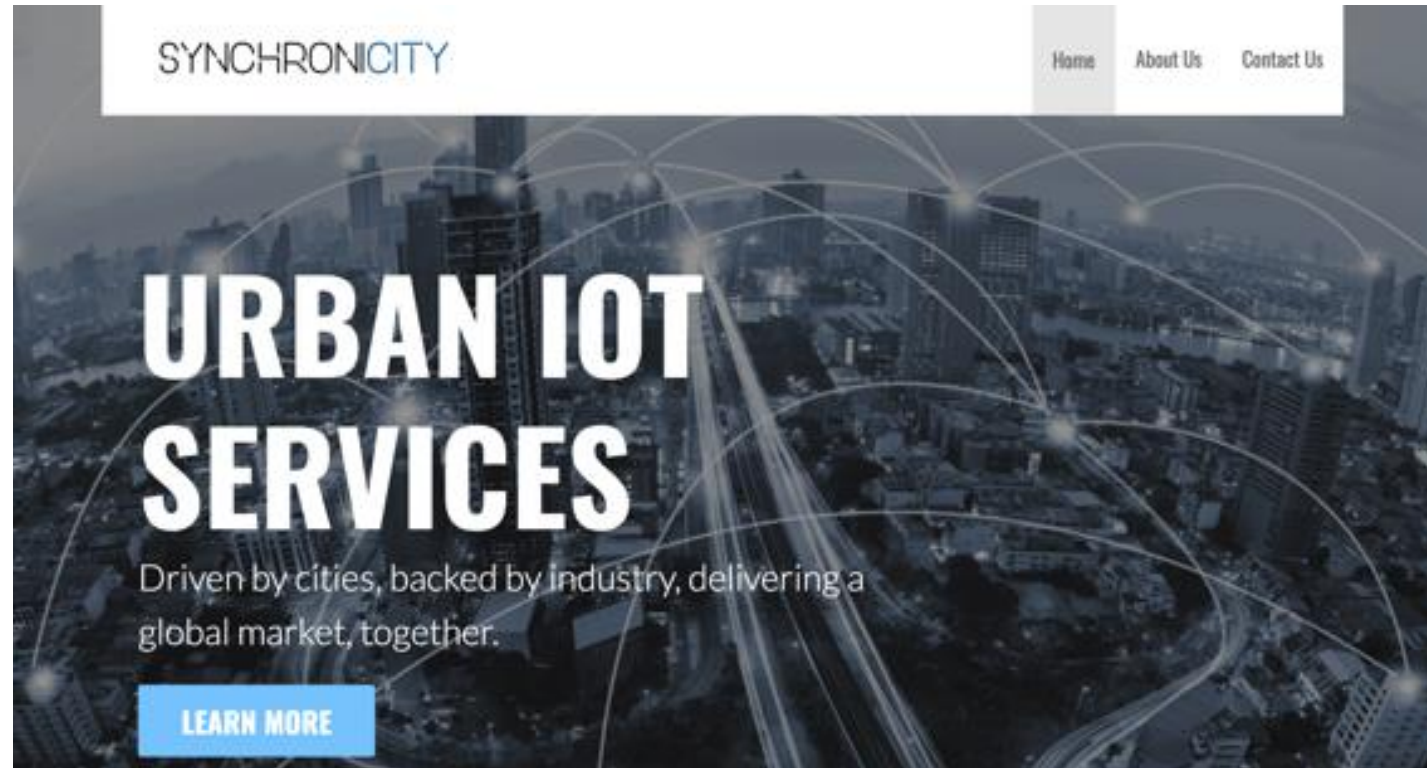 SYNCHRONICITY
Home About Us Contact Us
URBAN IOT
SERVICES
Driven by cities, backed by industry, delivering a
global market, together.
LEARN MORE